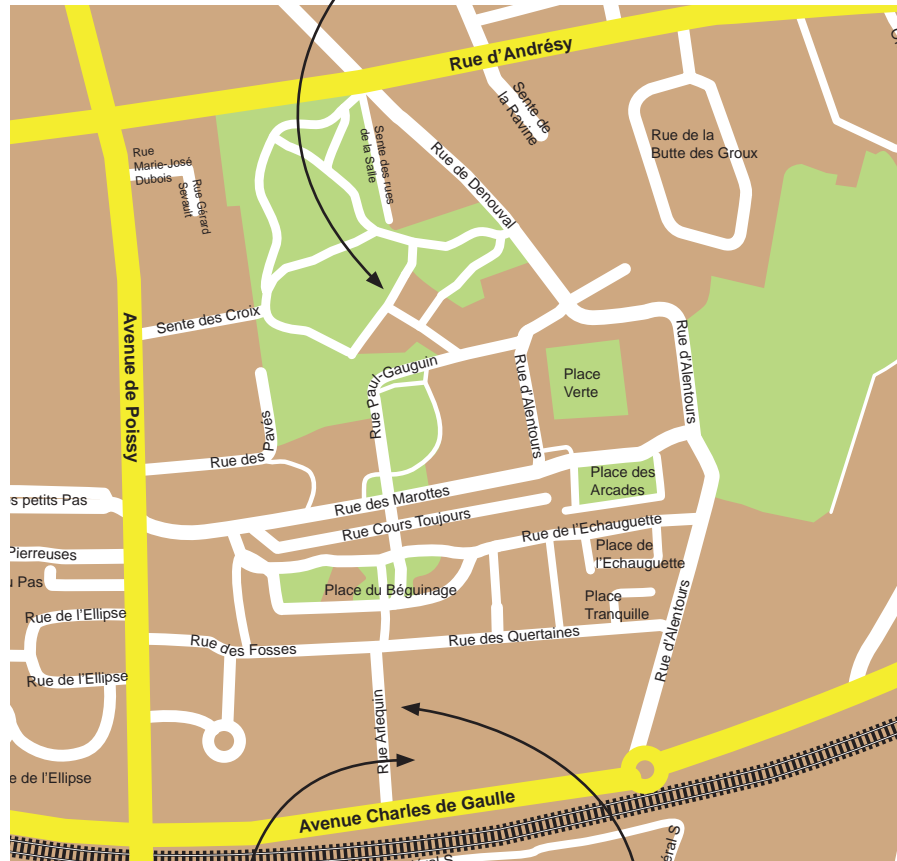 Rue d'Andrésy
Sente de
la Ravine
Rue de la
Butte des Groux
Rue
Marie-José
Dubois
Rue Gérard
Sevault
Sente des rues
de la Salle
Rue de Denouval
Sente des Croix
Avenue de Poissy
Rue Paul-Gauguin
Rue d'Alentours
Place
Verte
Rue d'Alentours
Rue des
Pavés
Place des
Arcades
s petits Pas
Rue des Marottes
Rue Cours Toujours
Rue de l'Echauguette
Place de
l'Echauguette
Pierreuses
u Pas
Place du Béguinage
Place
Tranquille
Rue de l'Ellipse
Rue des Fosses
Rue des Quertaines
Rue d'Alentours
Rue de l'Ellipse
Rue Arlequin
e de l'Ellipse
Avenue Charles de Gaulle
éral S